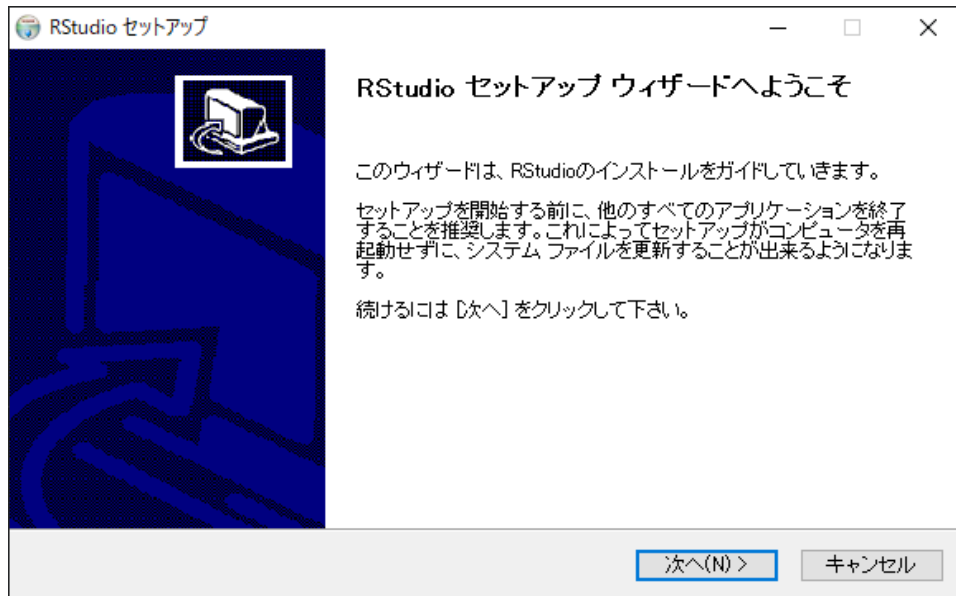 RStudio セットアップ
RStudio セットアップ ウィザードへようこそ
このウィザードは、RStudioのインストールをガイドしていきます。
セットアップを開始する前に、他のすべてのアプリケーションを終了
することを推奨します。これによってセットアップがコンピュータを再
起動せずに、システム ファイルを更新することが出来るようになりま
す。
続けるには [次へ] をクリックして下さい。
次へ(N) >
キャンセル